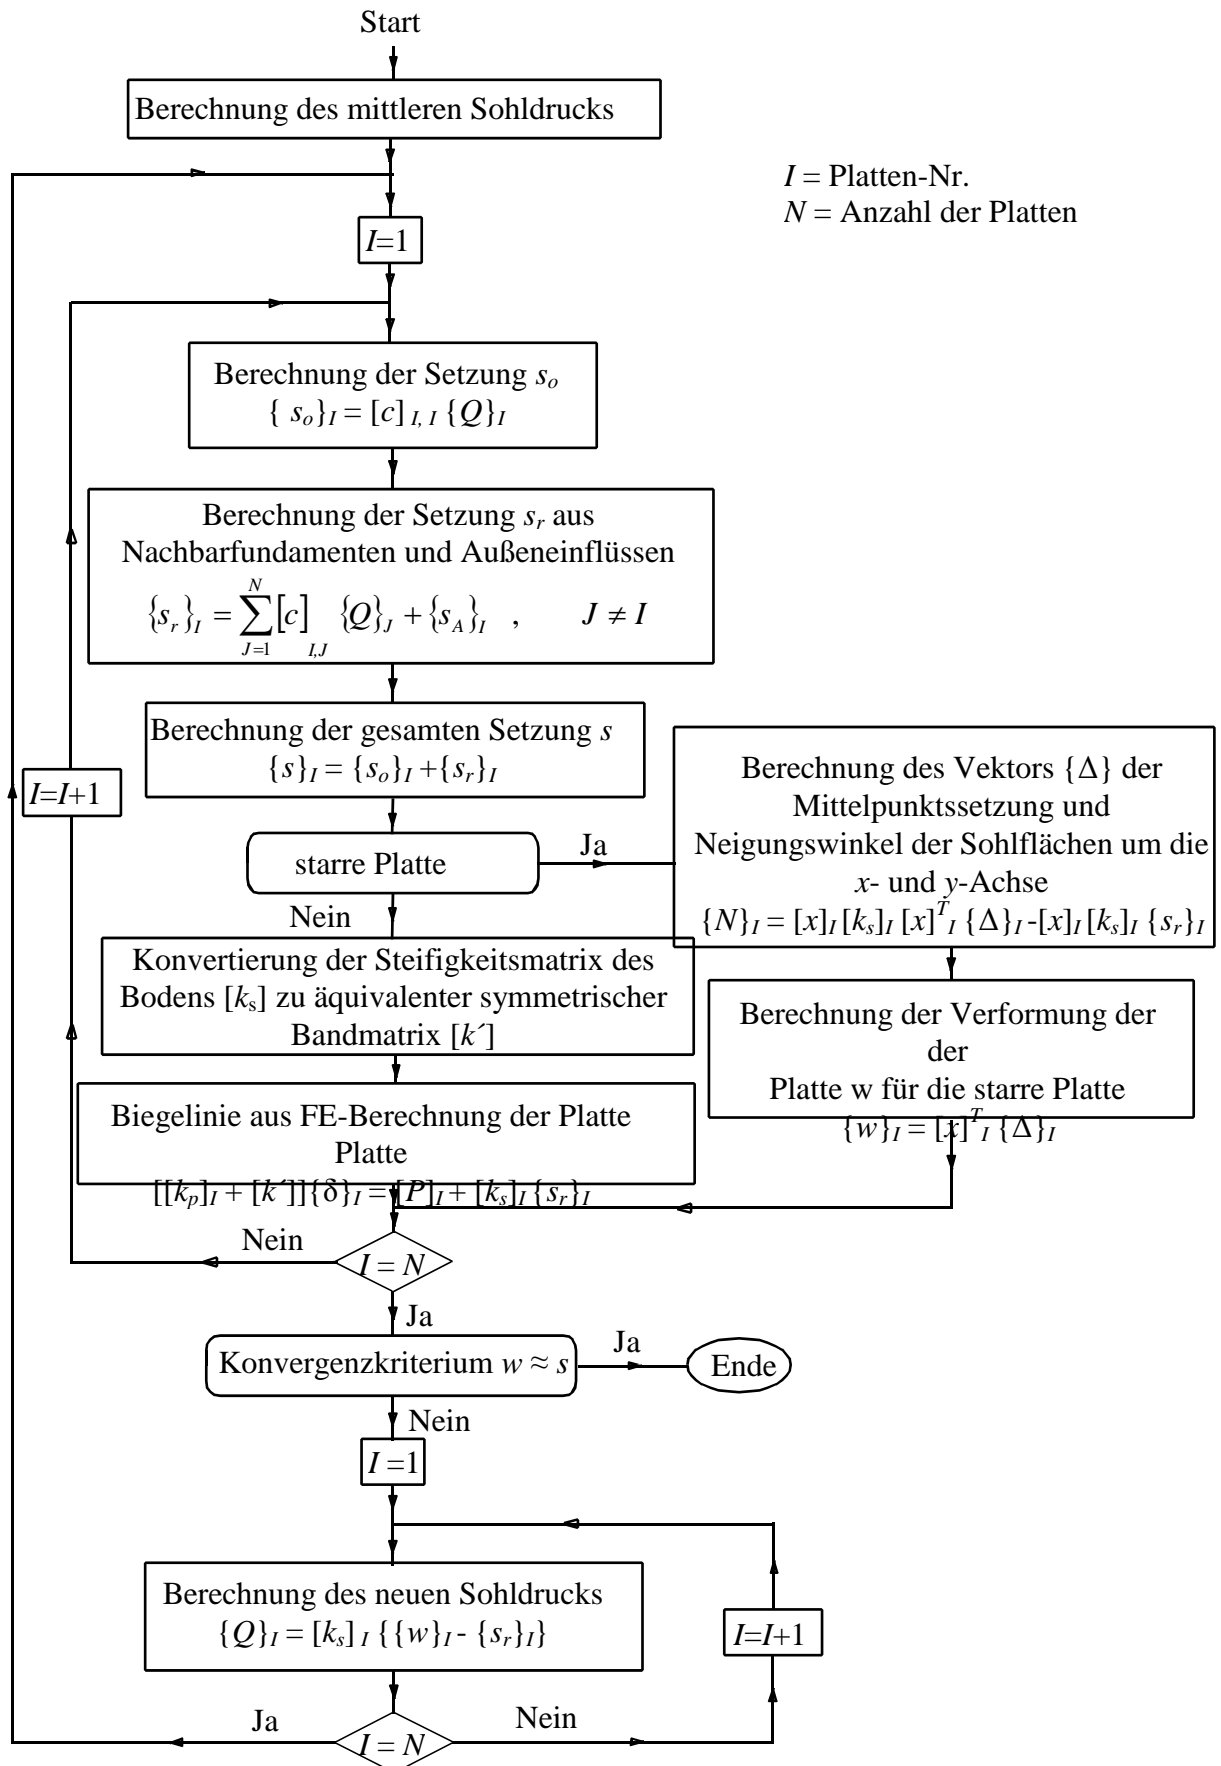 Start
Berechnung des mittleren Sohldrucks
I = Platten-Nr.
N = Anzahl der Platten
I=1
Berechnung der Setzung s_o
{ s_o}_I = [c]_{I, I} {Q}_I
Berechnung der Setzung s_r aus
Nachbarfundamenten und Außeneinflüssen
{s_r}_I = \sum_{J=1}^{N} [c]_{I,J} {Q}_J + {s_A}_I , J ≠ I
Berechnung der gesamten Setzung s
{s}_I = {s_o}_I +{s_r}_I
I=I+1
starre Platte
Ja
Nein
Berechnung des Vektors {Δ} der
Mittelpunktssetzung und
Neigungswinkel der Sohlflächen um die
x- und y-Achse
{N}_I = [x]_I [k_s]_I [x]^T_I {Δ}_I -[x]_I [k_s]_I {s_r}_I
Konvertierung der Steifigkeitsmatrix des
Bodens [k_s] zu äquivalenter symmetrischer
Bandmatrix [k´]
Berechnung der Verformung der
der
Platte w für die starre Platte
{w}_I = [x]^T_I {Δ}_I
Biegelinie aus FE-Berechnung der Platte
Platte
[[k_p]_I + [k´]]{δ}_I = [P]_I + [k_s]_I {s_r}_I
Nein
I = N
Ja
Konvergenzkriterium w ≈ s
Ja
Ende
Nein
I =1
Berechnung des neuen Sohldrucks
{Q}_I = [k_s]_I {{w}_I - {s_r}_I}
I=I+1
Ja
I = N
Nein